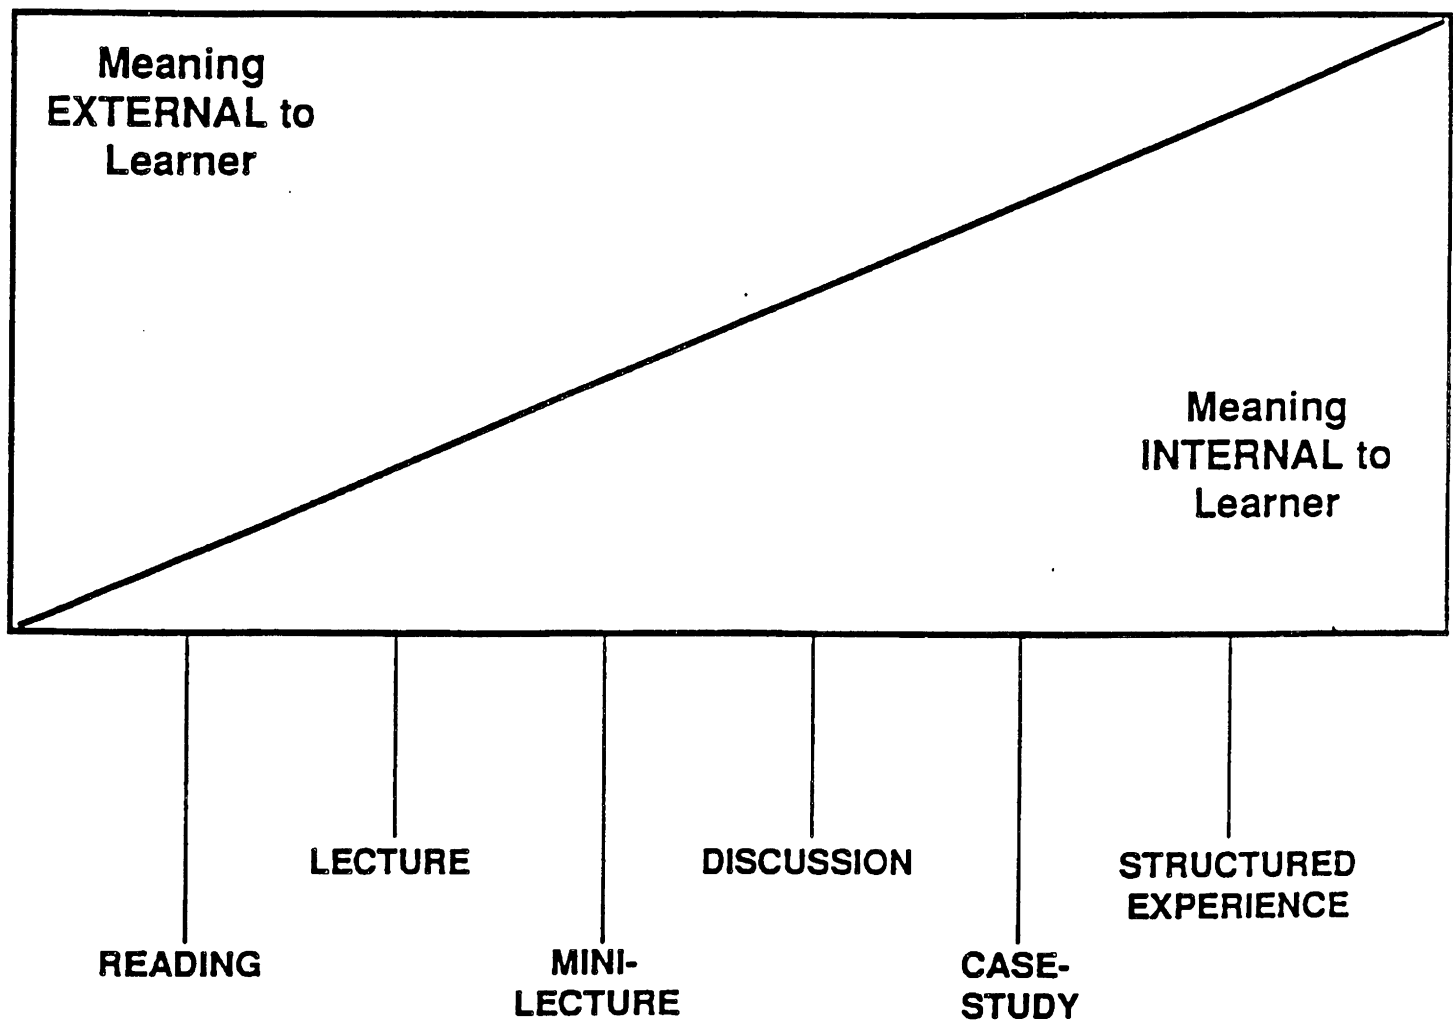 Meaning
EXTERNAL to
Learner
Meaning
INTERNAL to
Learner
LECTURE
DISCUSSION
STRUCTURED
EXPERIENCE
READING
MINI-
LECTURE
CASE-
STUDY